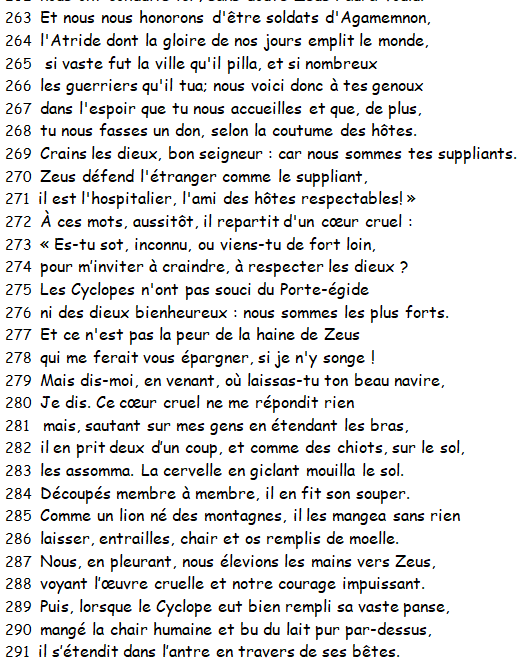 263 Et nous nous honorons d'être soldats d'Agamemnon,
264 l'Atride dont la gloire de nos jours emplit le monde,
265 si vaste fut la ville qu'il pilla, et si nombreux
266 les guerriers qu'il tua; nous voici donc à tes genoux
267 dans l'espoir que tu nous accueilles et que, de plus,
268 tu nous fasses un don, selon la coutume des hôtes.
269 Crains les dieux, bon seigneur : car nous sommes tes suppliants.
270 Zeus défend l'étranger comme le suppliant,
271 il est l'hospitalier, l'ami des hôtes respectables! »
272 À ces mots, aussitôt, il repartit d'un cœur cruel :
273 « Es-tu sot, inconnu, ou viens-tu de fort loin,
274 pour m'inviter à craindre, à respecter les dieux ?
275 Les Cyclopes n'ont pas souci du Porte-égide
276 ni des dieux bienheureux : nous sommes les plus forts.
277 Et ce n'est pas la peur de la haine de Zeus
278 qui me ferait vous épargner, si je n'y songe !
279 Mais dis-moi, en venant, où laissas-tu ton beau navire,
280 Je dis. Ce cœur cruel ne me répondit rien
281 mais, sautant sur mes gens en étendant les bras,
282 il en prit deux d'un coup, et comme des chiots, sur le sol,
283 les assomma. La cervelle en giclant mouilla le sol.
284 Découpés membre à membre, il en fit son souper.
285 Comme un lion né des montagnes, il les mangea sans rien
286 laisser, entrailles, chair et os remplis de moelle.
287 Nous, en pleurant, nous élevions les mains vers Zeus,
288 voyant l'œuvre cruelle et notre courage impuissant.
289 Puis, lorsque le Cyclope eut bien rempli sa vaste panse,
290 mangé la chair humaine et bu du lait pur par-dessus,
291 il s'étendit dans l'antre en travers de ses bêtes.